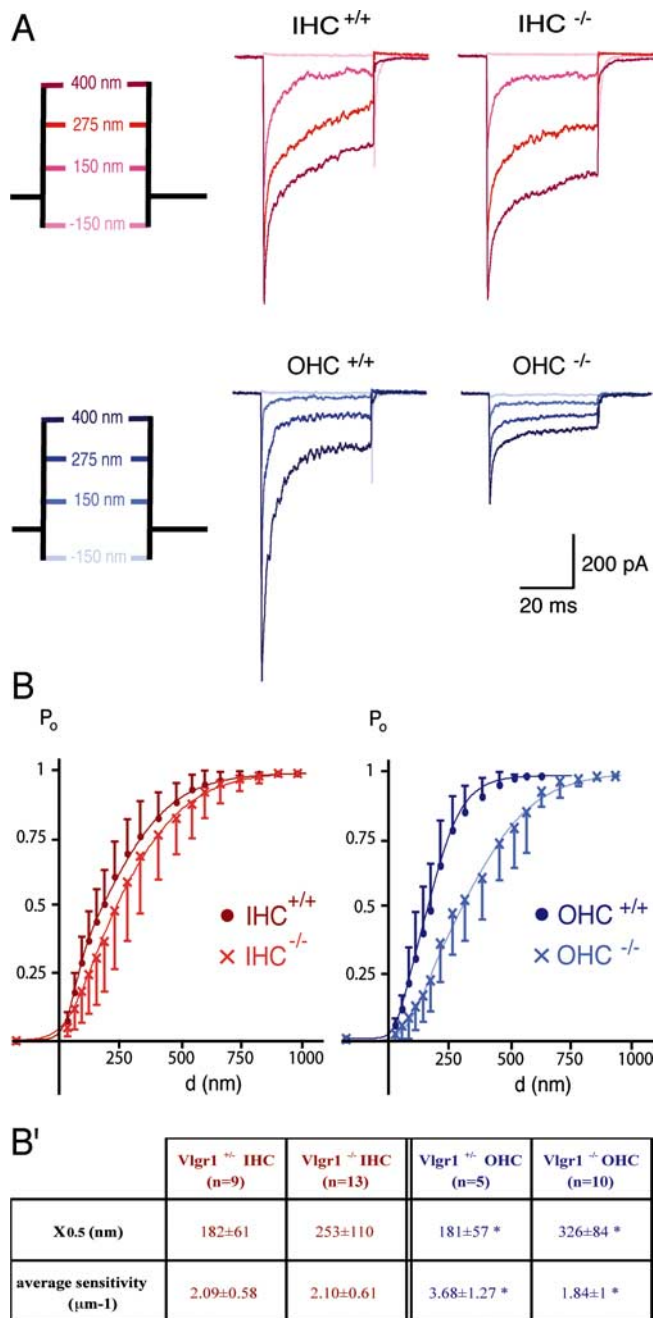 A
IHC +/+
IHC -/-
400 nm
275 nm
150 nm
-150 nm
OHC +/+
OHC -/-
400 nm
275 nm
150 nm
-150 nm
200 pA
20 ms
B
Po
Po
1
0.75
0.5
0.25
IHC+/+
IHC-/-
250
500
750
1000
d (nm)
1
0.75
0.5
0.25
OHC+/+
OHC-/-
250
500
750
1000
d (nm)
B'
Vlgr1 +/- IHC (n=9)
Vlgr1 -/- IHC (n=13)
Vlgr1 +/- OHC (n=5)
Vlgr1 -/- OHC (n=10)
X0.5 (nm)
182±61
253±110
181±57 *
326±84 *
average sensitivity
(µm-1)
2.09±0.58
2.10±0.61
3.68±1.27 *
1.84±1 *